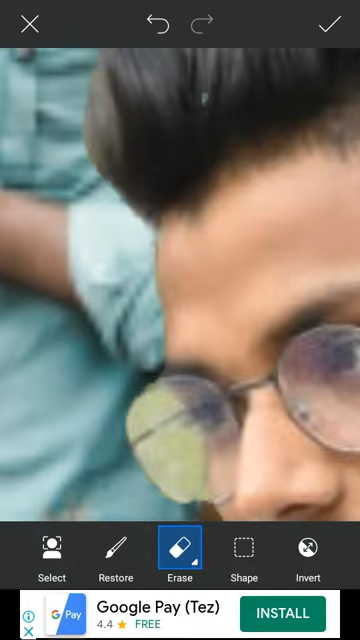 Select
Restore
Erase
Shape
Invert
G Pay
Google Pay (Tez)
4.4 ★ FREE
INSTALL